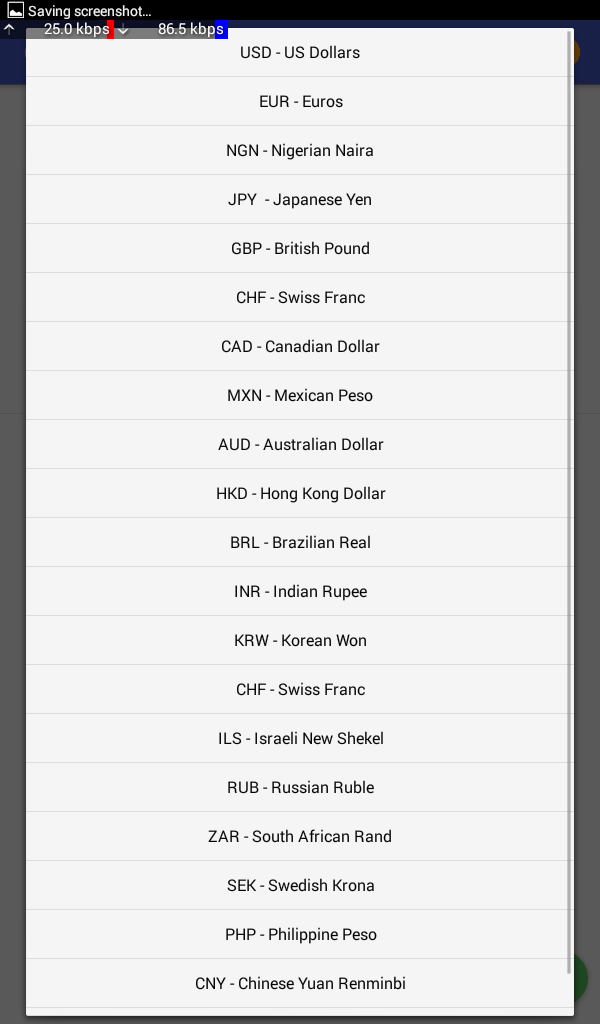 Saving screenshot...
25.0 kbps 86.5 kbps
USD - US Dollars
EUR - Euros
NGN - Nigerian Naira
JPY  - Japanese Yen
GBP - British Pound
CHF - Swiss Franc
CAD - Canadian Dollar
MXN - Mexican Peso
AUD - Australian Dollar
HKD - Hong Kong Dollar
BRL - Brazilian Real
INR - Indian Rupee
KRW - Korean Won
CHF - Swiss Franc
ILS - Israeli New Shekel
RUB - Russian Ruble
ZAR - South African Rand
SEK - Swedish Krona
PHP - Philippine Peso
CNY - Chinese Yuan Renminbi